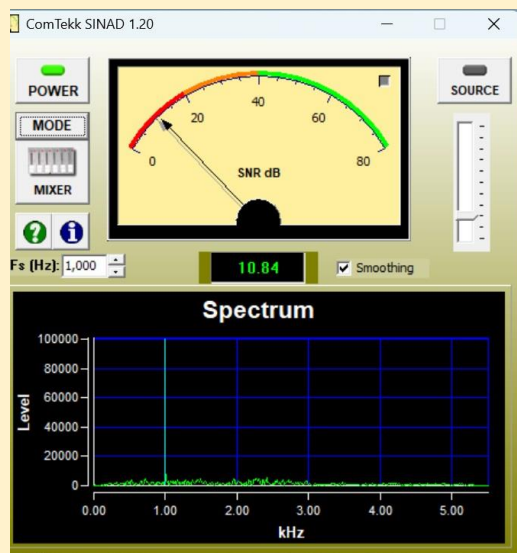 ComTekk SINAD 1.20
POWER
MODE
MIXER
SOURCE
0
20
40
60
80
SNR dB
Fs (Hz): 1,000
10.84
Smoothing
Spectrum
Level
100000
80000
60000
40000
20000
0
0.00 1.00 2.00 3.00 4.00 5.00
kHz